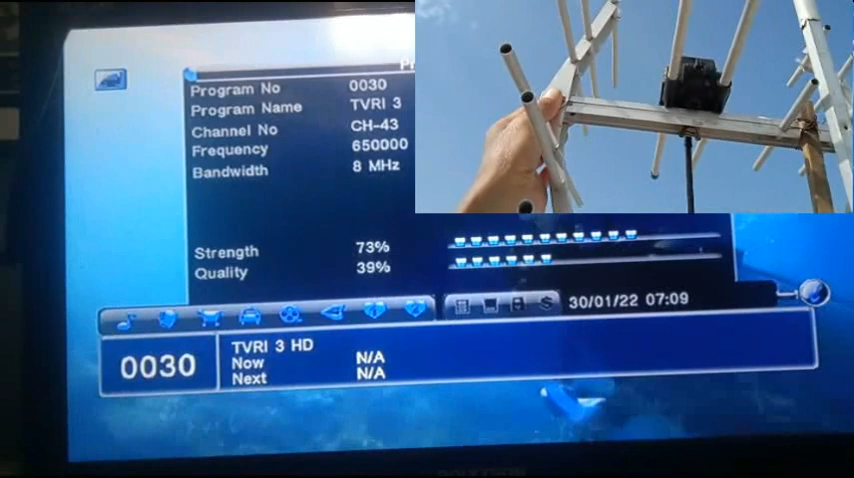 Program No 0030
Program Name TVRI 3
Channel No CH-43
Frequency 650000
Bandwidth 8 MHz
Strength 73%
Quality 39%
30/01/22 07:09
0030
TVRI 3 HD
Now N/A
Next N/A